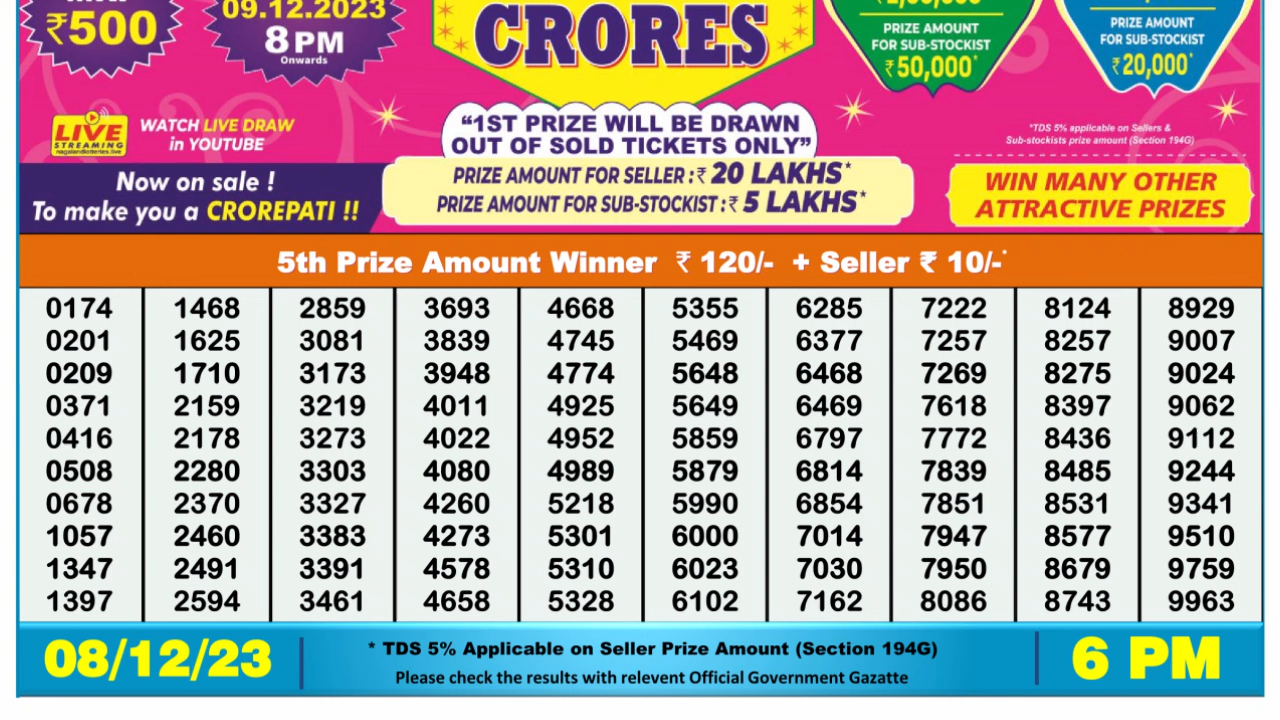 ₹500
09.12.2023
8 PM
Onwards
CRORES
PRIZE AMOUNT
FOR SUB-STOCKIST
₹50,000*
PRIZE AMOUNT
FOR SUB-STOCKIST
₹20,000*
LIVE
STREAMING
nagalandlotteries.live
WATCH LIVE DRAW
in YOUTUBE
“1ST PRIZE WILL BE DRAWN
OUT OF SOLD TICKETS ONLY”
*TDS 5% applicable on Sellers &
Sub-stockists prize amount (Section 194G)
Now on sale !
To make you a CROREPATI !!
PRIZE AMOUNT FOR SELLER :₹ 20 LAKHS*
PRIZE AMOUNT FOR SUB-STOCKIST :₹ 5 LAKHS*
WIN MANY OTHER
ATTRACTIVE PRIZES
5th Prize Amount Winner ₹ 120/- + Seller ₹ 10/-*
0174 1468 2859 3693 4668 5355 6285 7222 8124 8929
0201 1625 3081 3839 4745 5469 6377 7257 8257 9007
0209 1710 3173 3948 4774 5648 6468 7269 8275 9024
0371 2159 3219 4011 4925 5649 6469 7618 8397 9062
0416 2178 3273 4022 4952 5859 6797 7772 8436 9112
0508 2280 3303 4080 4989 5879 6814 7839 8485 9244
0678 2370 3327 4260 5218 5990 6854 7851 8531 9341
1057 2460 3383 4273 5301 6000 7014 7947 8577 9510
1347 2491 3391 4578 5310 6023 7030 7950 8679 9759
1397 2594 3461 4658 5328 6102 7162 8086 8743 9963
08/12/23
* TDS 5% Applicable on Seller Prize Amount (Section 194G)
Please check the results with relevent Official Government Gazatte
6 PM